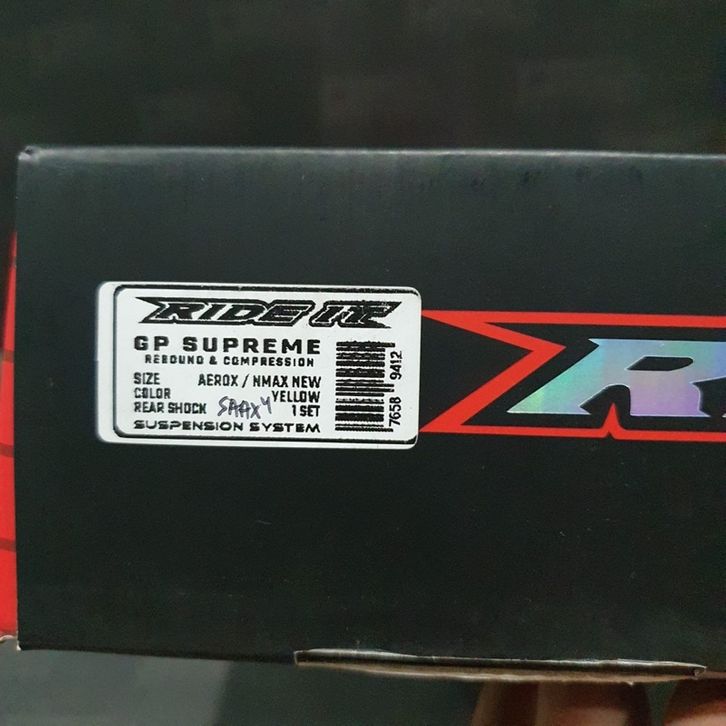 RIDE IT
GP SUPREME
REBOUND & COMPRESSION
SIZE AEROX / NMAX NEW
COLOR YELLOW
REAR SHOCK 1 SET
SUSPENSION SYSTEM
7658 9412
R